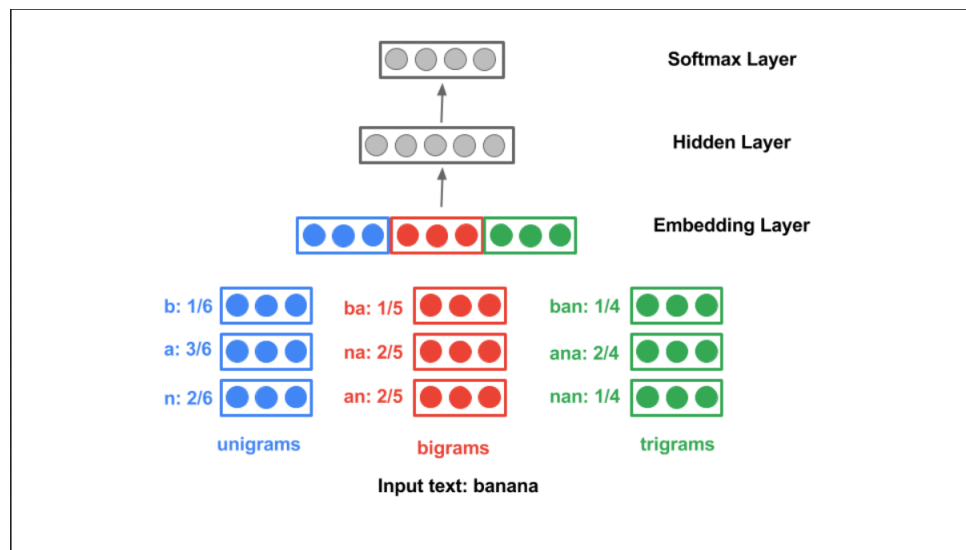 Softmax Layer
Hidden Layer
Embedding Layer
b: 1/6
a: 3/6
n: 2/6
unigrams
ba: 1/5
na: 2/5
an: 2/5
bigrams
ban: 1/4
ana: 2/4
nan: 1/4
trigrams
Input text: banana